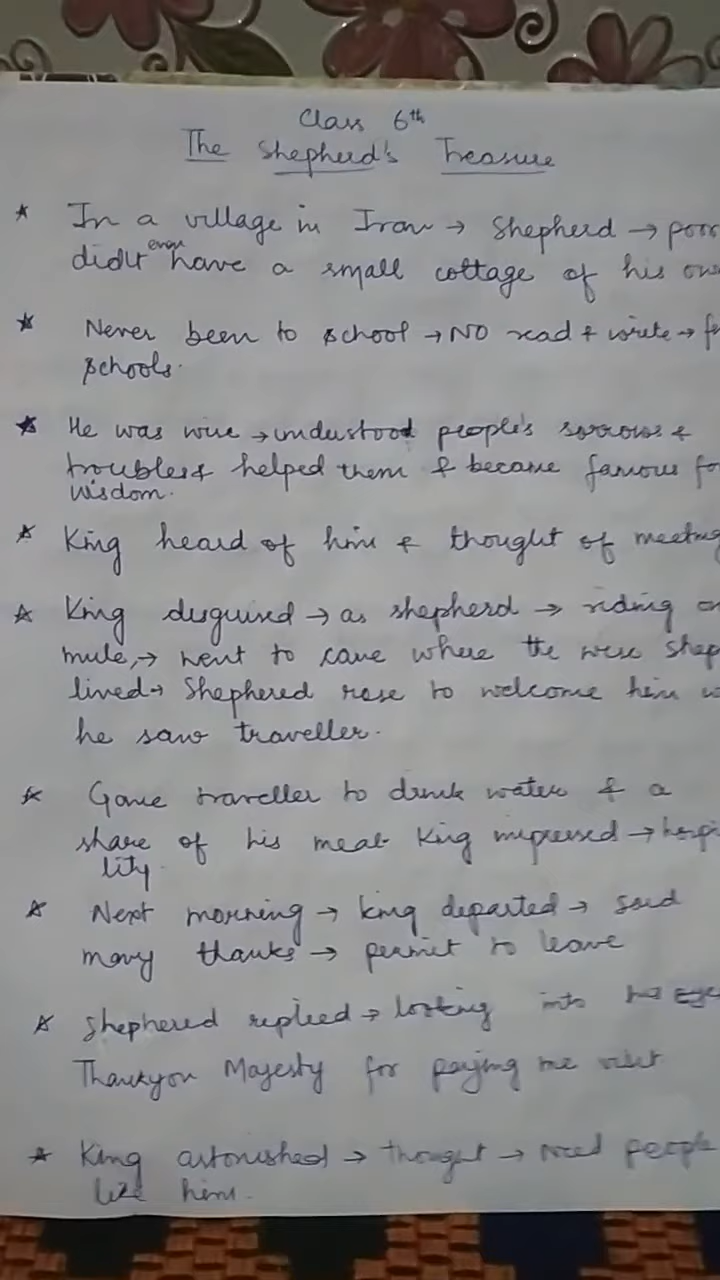 Class 6th
The Shepherd's Treasure
* In a village in Iran → Shepherd → poor
didn't even have a small cottage of his own
* Never been to school → NO read & write →
schools.
* He was wise → understood people's sorrows &
troubles & helped them & became famous for
wisdom.
* King heard of him & thought of meeting
* King disguised → as shepherd → riding on
mule, → went to cave where the wise shep
lived → Shephered rose to welcome him w
he saw traveller.
* Gave traveller to drink water & a
share of his meal King impressed → hospi
lity
* Next morning → king departed → said
many thanks → permit to leave
* Shephered replied → looking into
Thankyou Majesty for paying me visit
* King astonished → thought → need people
like him.